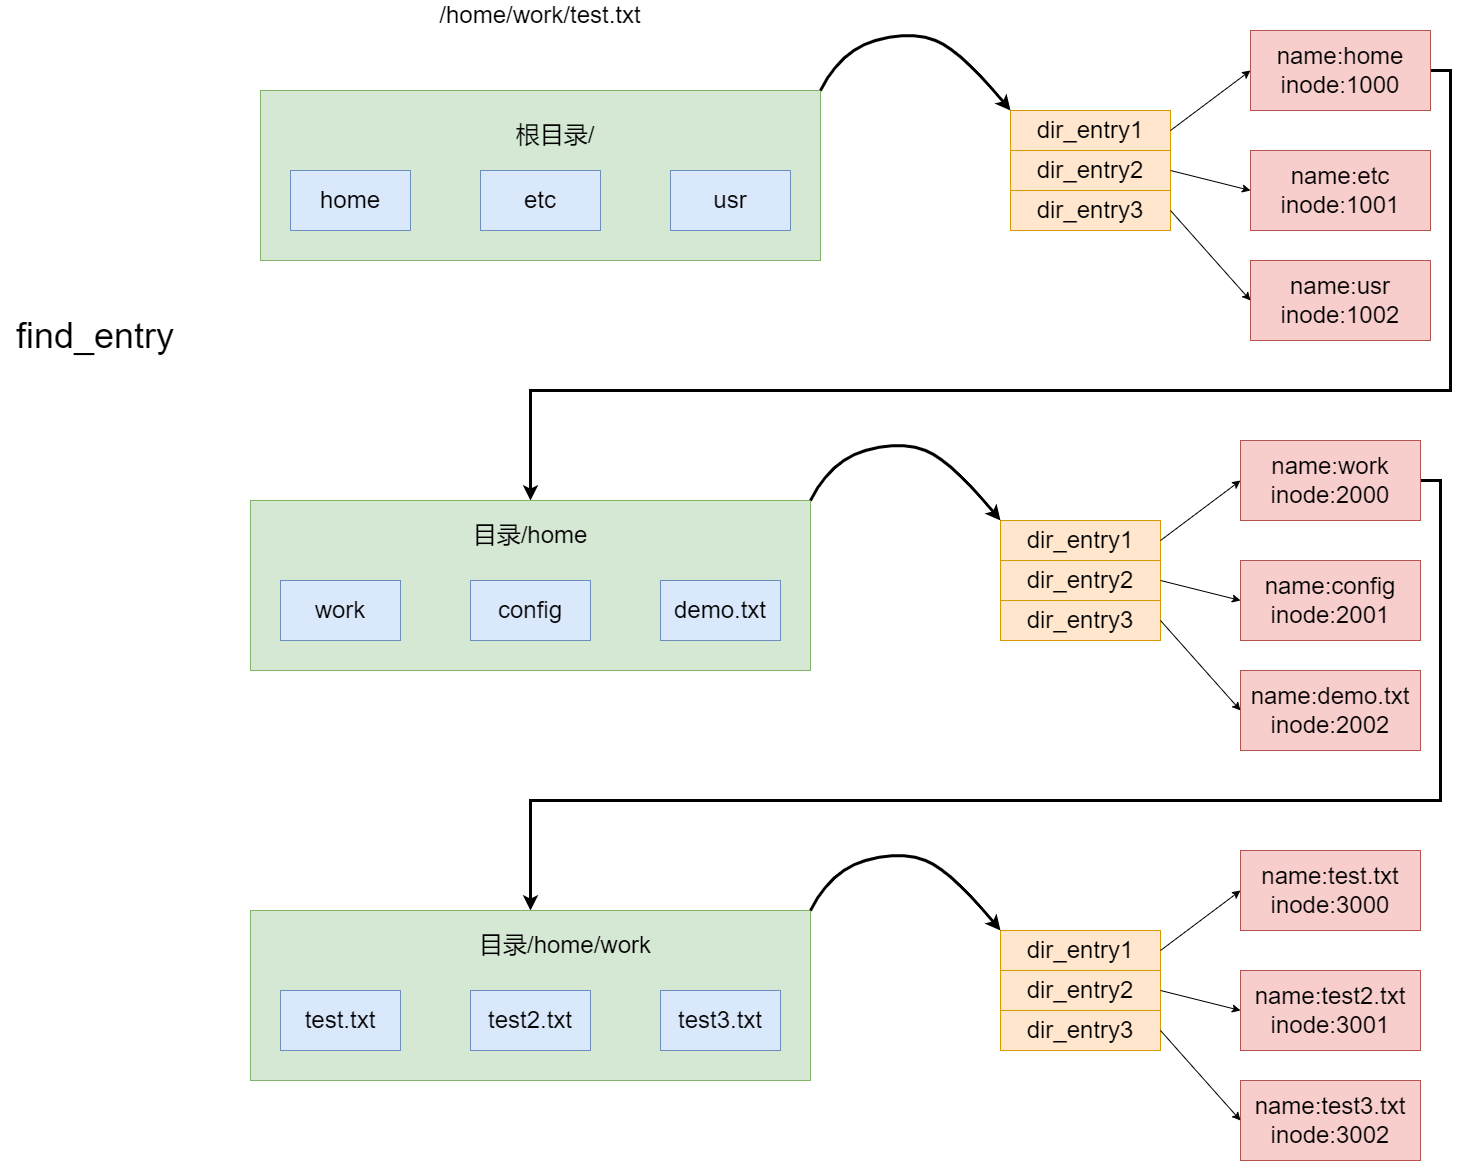 /home/work/test.txt
根目录/
home
etc
usr
dir_entry1
dir_entry2
dir_entry3
name:home
inode:1000
name:etc
inode:1001
name:usr
inode:1002
find_entry
目录/home
work
config
demo.txt
dir_entry1
dir_entry2
dir_entry3
name:work
inode:2000
name:config
inode:2001
name:demo.txt
inode:2002
目录/home/work
test.txt
test2.txt
test3.txt
dir_entry1
dir_entry2
dir_entry3
name:test.txt
inode:3000
name:test2.txt
inode:3001
name:test3.txt
inode:3002